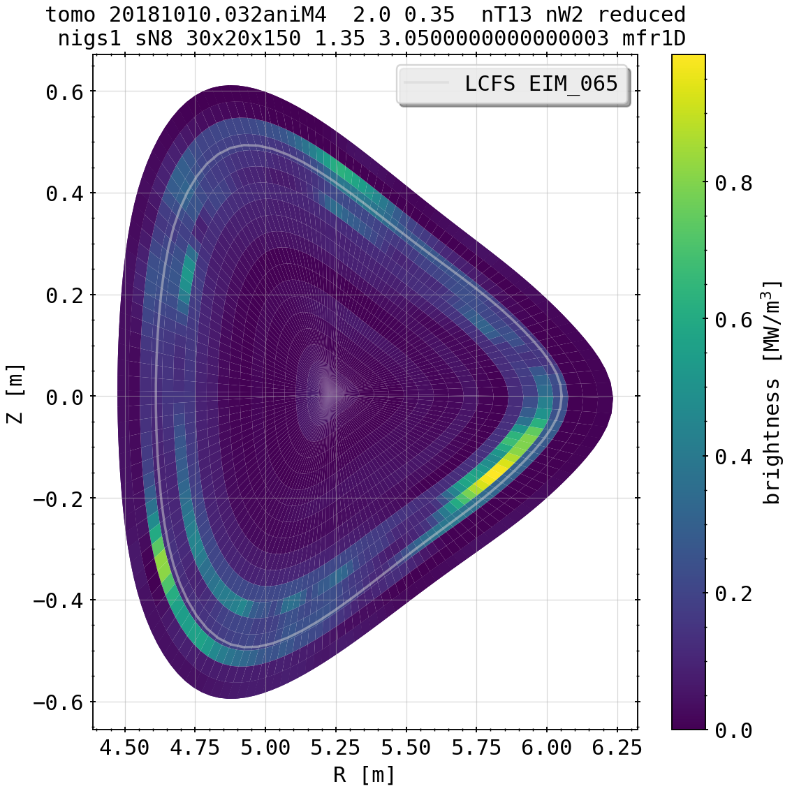 tomo 20181010.032aniM4  2.0 0.35  nT13 nW2 reduced
nigs1 sN8 30x20x150 1.35 3.0500000000000003 mfr1D
LCFS EIM_065
0.6
0.4
0.2
0.0
−0.2
−0.4
−0.6
Z [m]
4.50 4.75 5.00 5.25 5.50 5.75 6.00 6.25
R [m]
0.8
0.6
0.4
0.2
0.0
brightness [MW/m³]